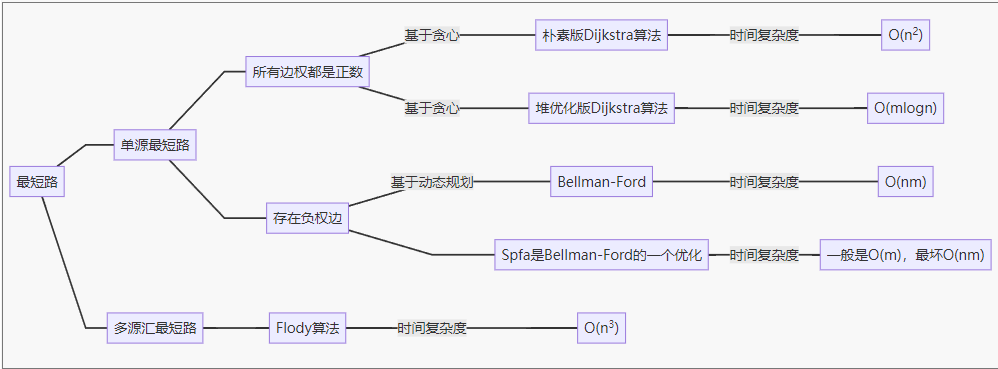 基于贪心
朴素版Dijkstra算法
时间复杂度
O(n²)
所有边权都是正数
基于贪心
堆优化版Dijkstra算法
时间复杂度
O(mlogn)
单源最短路
最短路
基于动态规划
Bellman-Ford
时间复杂度
O(nm)
存在负权边
Spfa是Bellman-Ford的一个优化
时间复杂度
一般是O(m)，最坏O(nm)
多源汇最短路
Flody算法
时间复杂度
O(n³)